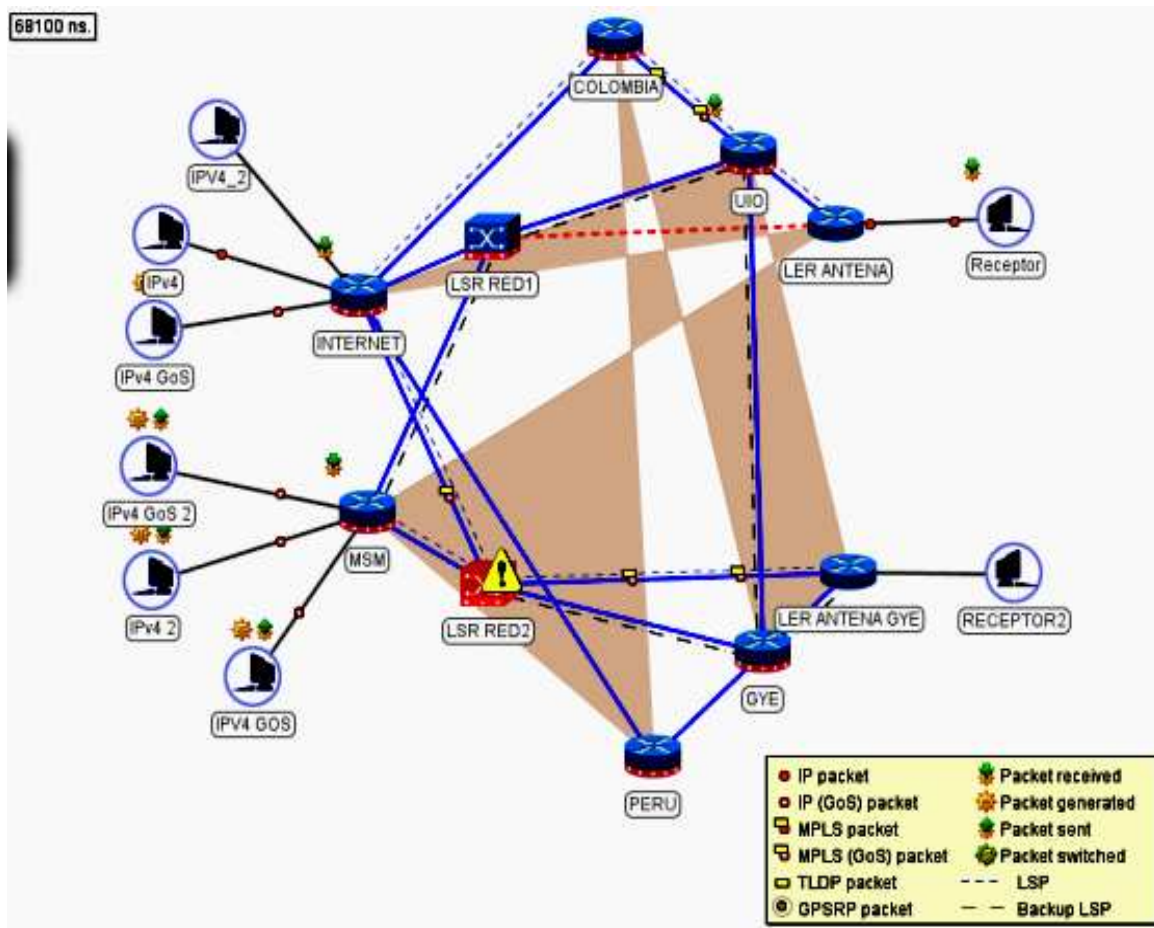 68100 ns.
COLOMBIA
IPV4_2
UIO
IPv4
LSR RED1
LER ANTENA
Receptor
INTERNET
IPv4 GoS
IPv4 GoS 2
MSM
IPv4 2
LSR RED2
LER ANTENA GYE
RECEPTOR2
IPV4 GOS
GYE
PERU
IP packet
IP (GoS) packet
MPLS packet
MPLS (GoS) packet
TLDP packet
GPSRP packet
Packet received
Packet generated
Packet sent
Packet switched
LSP
Backup LSP